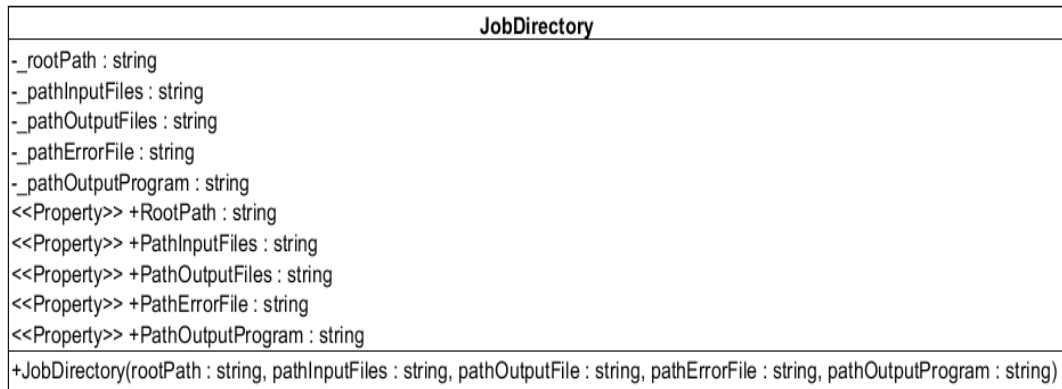 JobDirectory
-_rootPath : string
-_pathInputFiles : string
-_pathOutputFiles : string
-_pathErrorFile : string
-_pathOutputProgram : string
<<Property>> +RootPath : string
<<Property>> +PathInputFiles : string
<<Property>> +PathOutputFiles : string
<<Property>> +PathErrorFile : string
<<Property>> +PathOutputProgram : string
+JobDirectory(rootPath : string, pathInputFiles : string, pathOutputFile : string, pathErrorFile : string, pathOutputProgram : string)